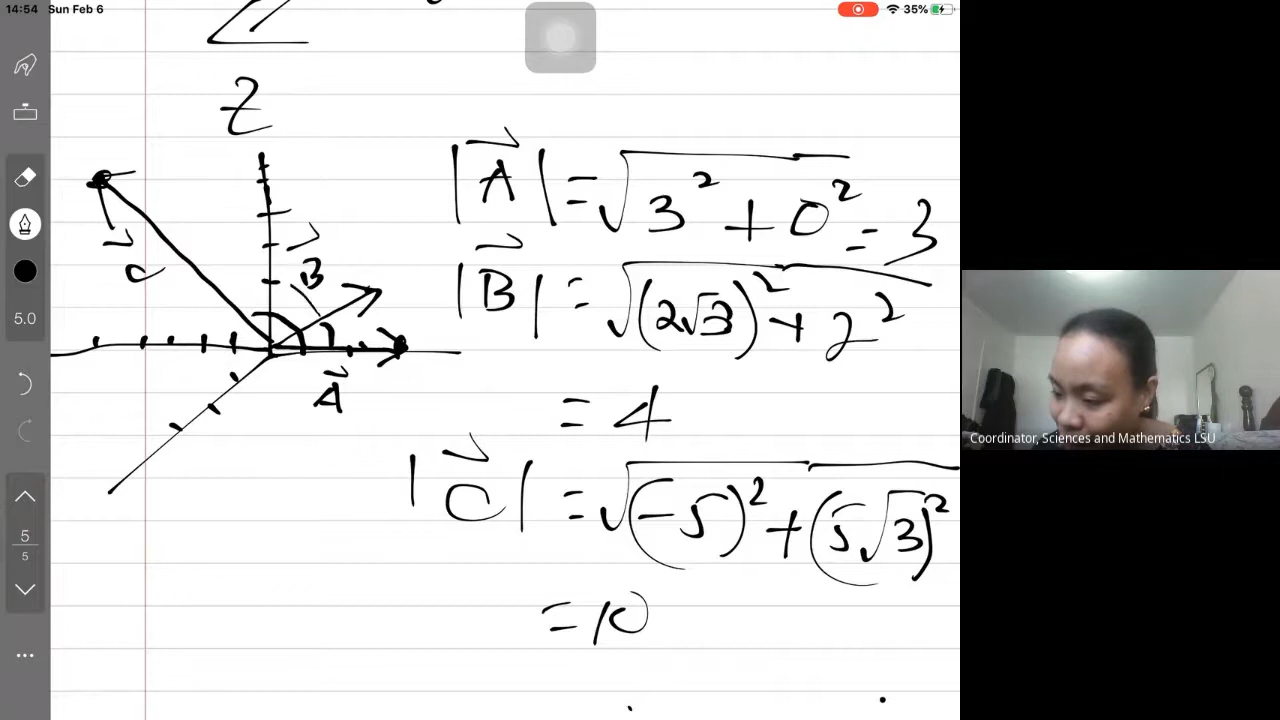 14:54 Sun Feb 6 35%
Z
|A⃗| = √(3² + 0²) = 3
B⃗
|B⃗| = √((2√3)² + 2²)
C⃗
5.0
A⃗
= 4
|C⃗| = √((-5)² + (5√3)²)
5
5
= 10
Coordinator, Sciences and Mathematics LSU